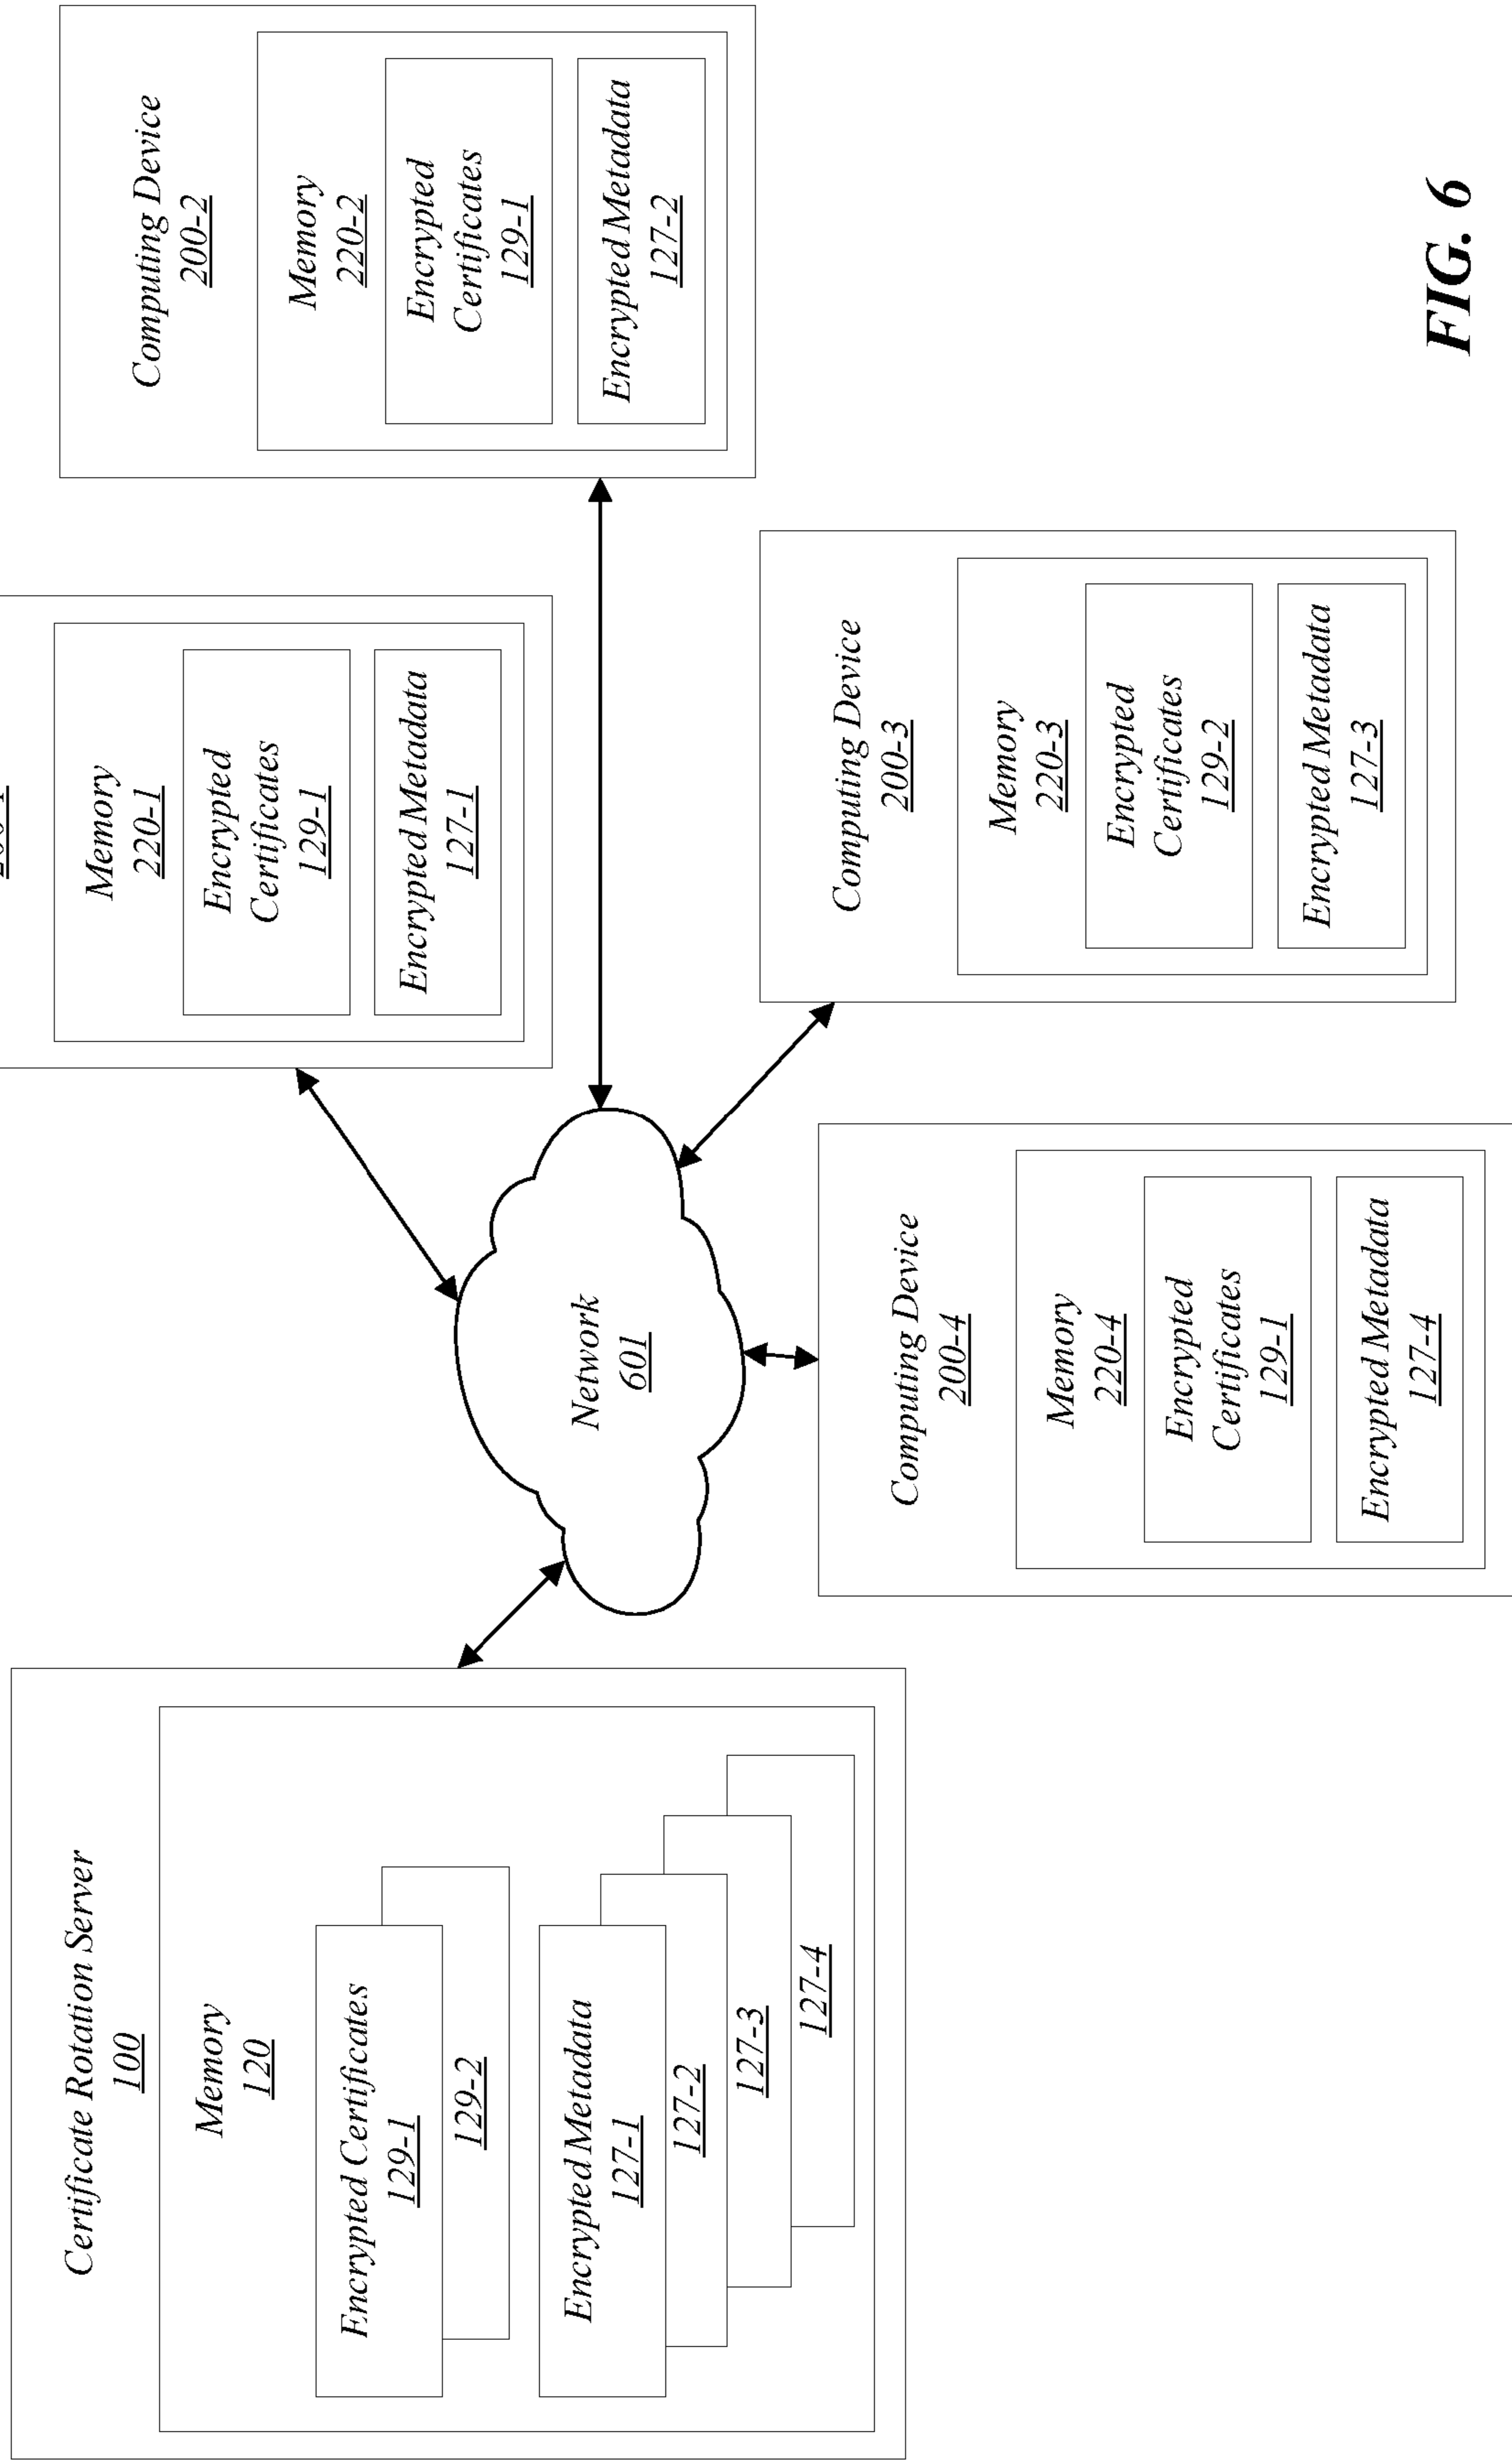 Certificate Rotation Server
100
Memory
120
Encrypted Certificates
129-1
129-2
Encrypted Metadata
127-1
127-2
127-3
127-4
Network
601
Memory
220-1
Encrypted
Certificates
129-1
Encrypted Metadata
127-1
Computing Device
200-2
Memory
220-2
Encrypted
Certificates
129-1
Encrypted Metadata
127-2
Computing Device
200-3
Memory
220-3
Encrypted
Certificates
129-2
Encrypted Metadata
127-3
Computing Device
200-4
Memory
220-4
Encrypted
Certificates
129-1
Encrypted Metadata
127-4
FIG. 6